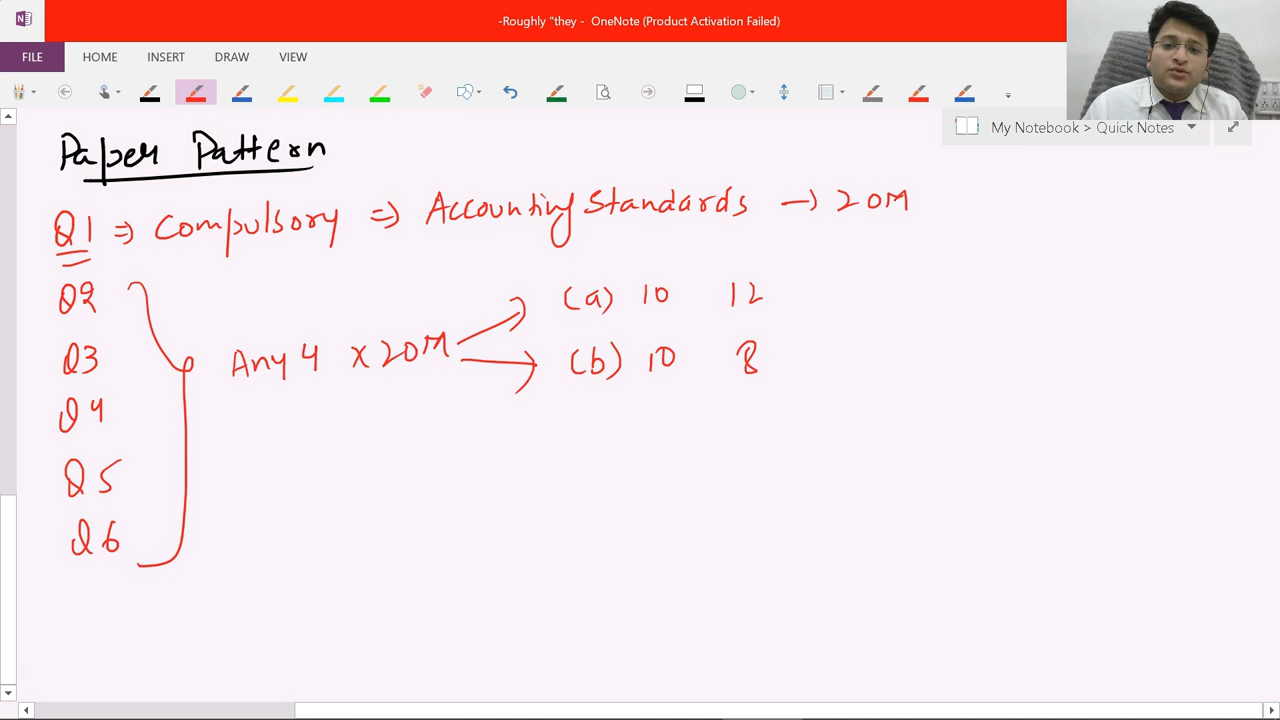 -Roughly "they - OneNote (Product Activation Failed)
FILE HOME INSERT DRAW VIEW
My Notebook > Quick Notes
Paper Pattern
Q1 ⇒ Compulsory ⇒ Accounting Standards → 20M
Q2
Q3
Q4
Q5
Q6
Any 4 x 20M
(a) 10 12
(b) 10 8